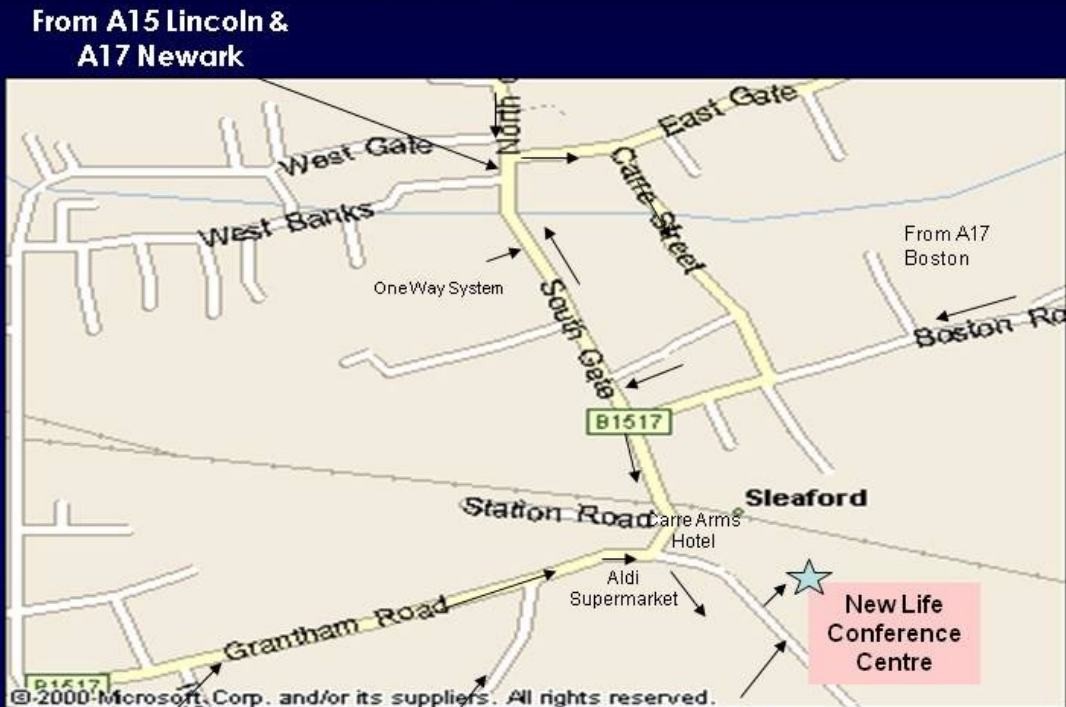 From A15 Lincoln &
A17 Newark
North
East Gate
West Gate
Carre Street
West Banks
From A17
Boston
One Way System
South Gate
Boston Ro
B1517
Sleaford
Station Road
Carre Arms
Hotel
Aldi
Supermarket
New Life
Conference
Centre
Grantham Road
B1517
© 2000 Microsoft Corp. and/or its suppliers. All rights reserved.